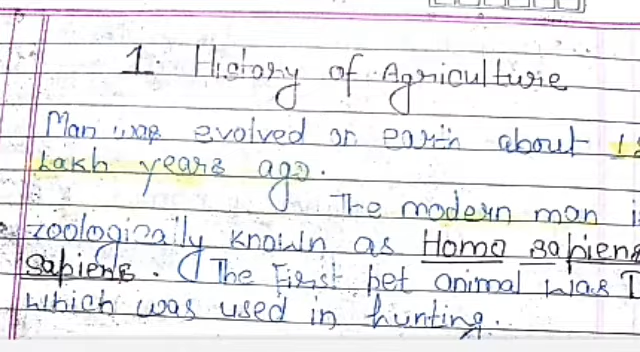 1. History of Agriculture
Man was evolved on earth about
Lakh years ago.
The modern man is
zoologically known as Homo sapiens
sapiens. The First pet animal was
which was used in hunting.